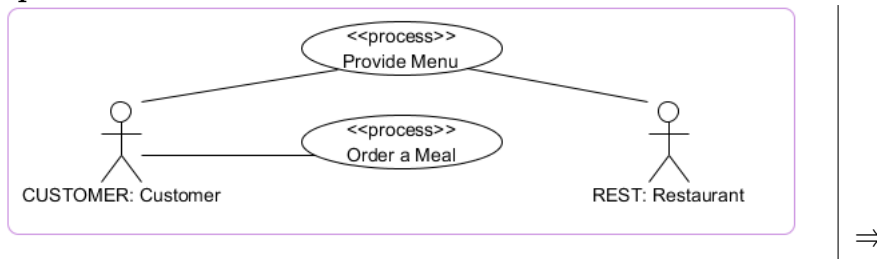 <<process>>
Provide Menu
<<process>>
Order a Meal
CUSTOMER: Customer
REST: Restaurant
⇒